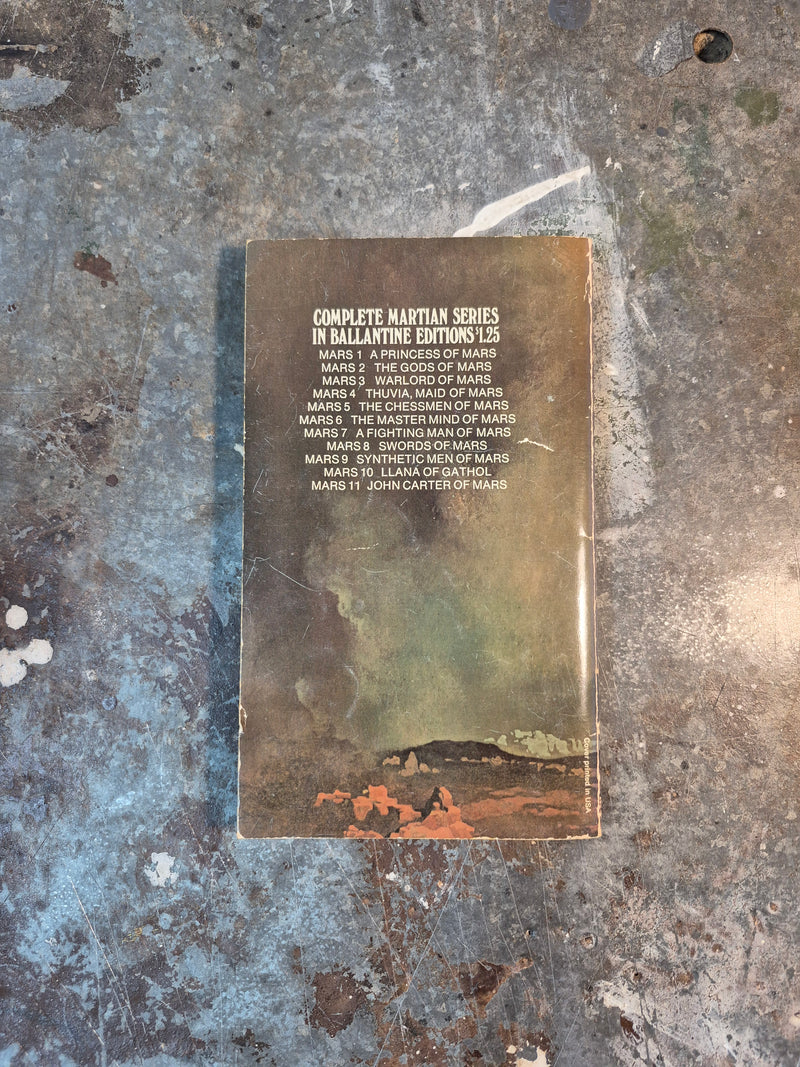 COMPLETE MARTIAN SERIES
IN BALLANTINE EDITIONS $1.25
MARS 1 A PRINCESS OF MARS
MARS 2 THE GODS OF MARS
MARS 3 WARLORD OF MARS
MARS 4 THUVIA, MAID OF MARS
MARS 5 THE CHESSMEN OF MARS
MARS 6 THE MASTER MIND OF MARS
MARS 7 A FIGHTING MAN OF MARS
MARS 8 SWORDS OF MARS
MARS 9 SYNTHETIC MEN OF MARS
MARS 10 LLANA OF GATHOL
MARS 11 JOHN CARTER OF MARS
Cover printed in USA